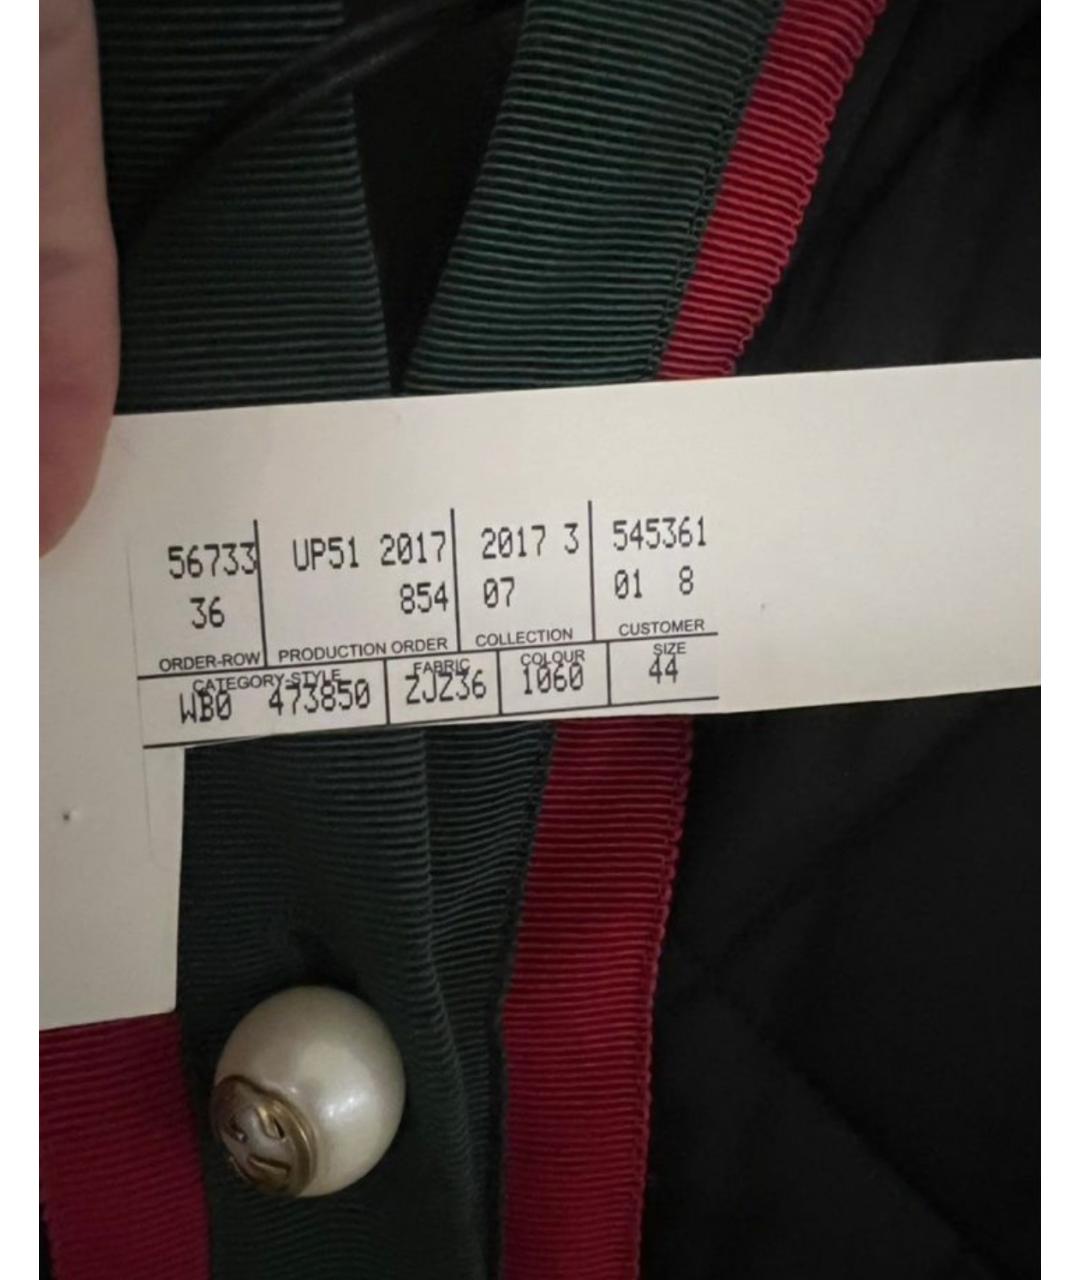 56733 UP51 2017 2017 3 545361
36 854 07 01 8
ORDER-ROW PRODUCTION ORDER COLLECTION CUSTOMER
CATEGORY-STYLE FABRIC COLOUR SIZE
WB0 473850 ZJZ36 1060 44